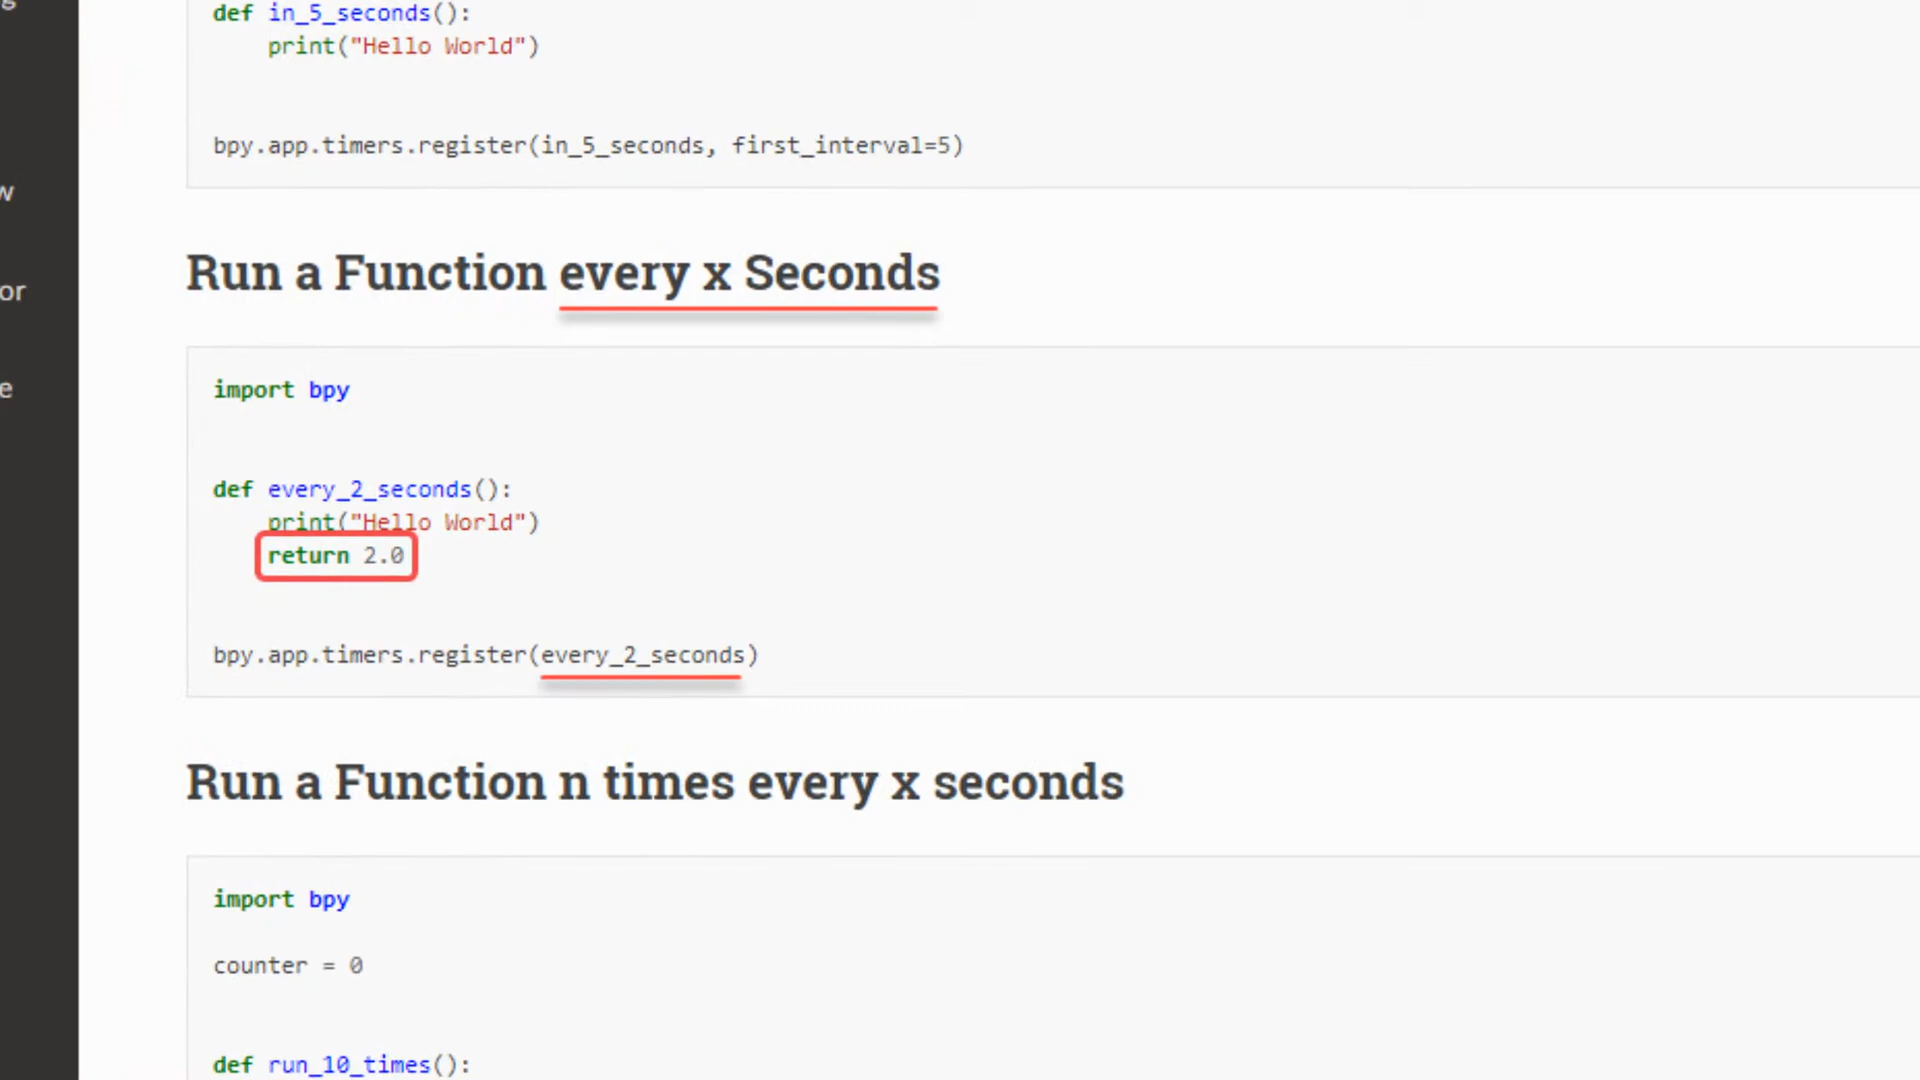 def in_5_seconds():
    print("Hello World")
bpy.app.timers.register(in_5_seconds, first_interval=5)
w
or
e
Run a Function every x Seconds
import bpy
def every_2_seconds():
    print("Hello World")
    return 2.0
bpy.app.timers.register(every_2_seconds)
Run a Function n times every x seconds
import bpy
counter = 0
def run_10_times():